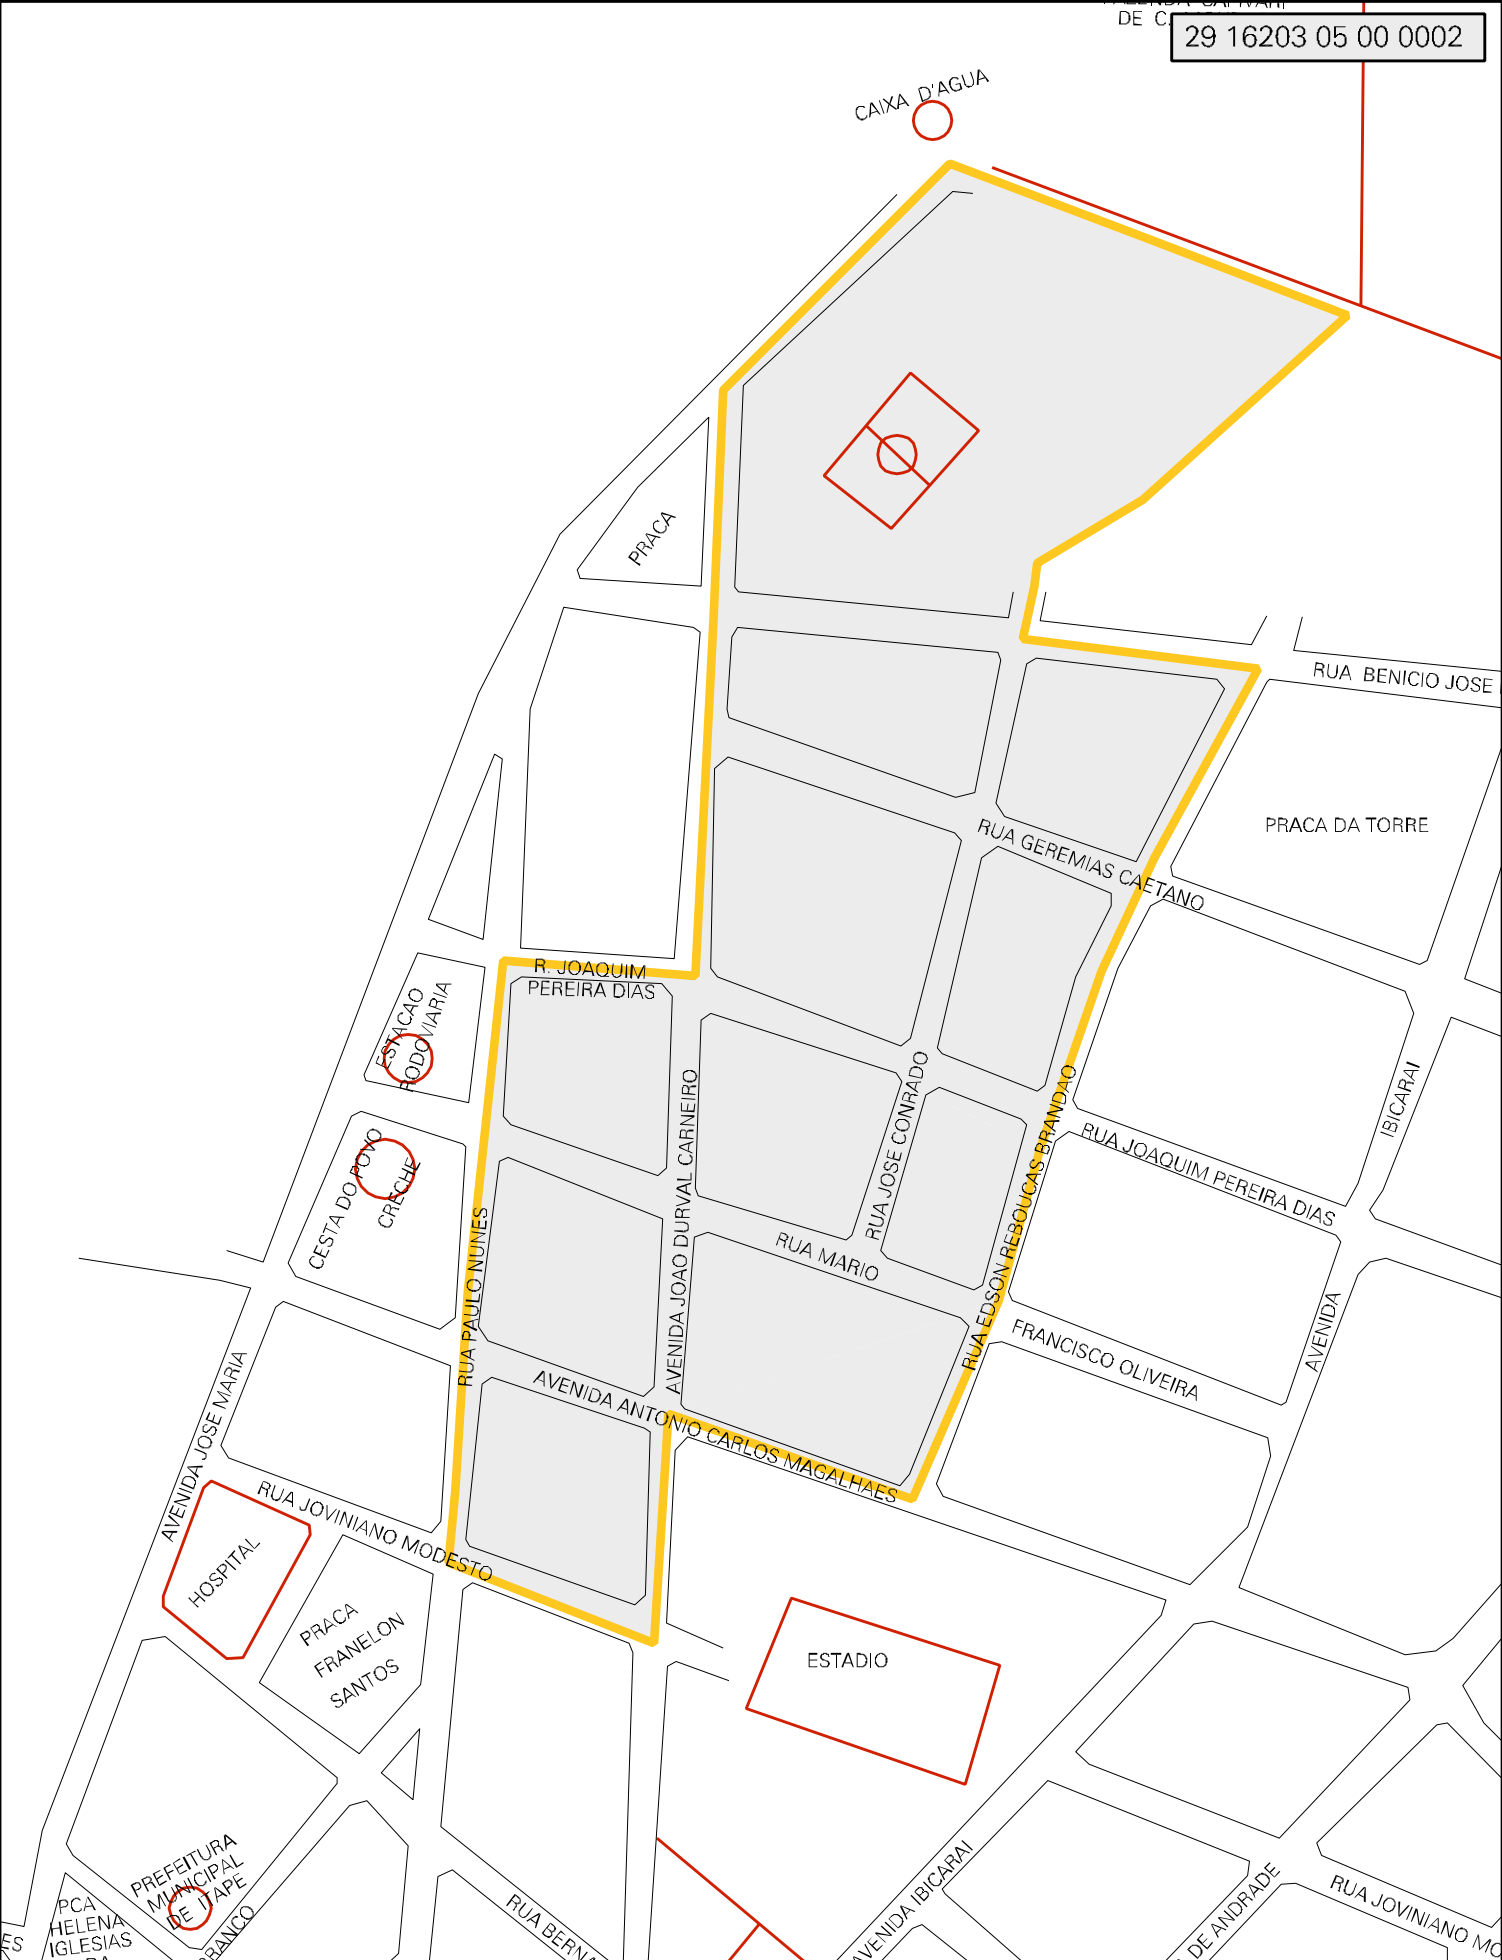 DE
29 16203 05 00 0002
CAIXA D'AGUA
PRACA
RUA BENICIO JOSE
PRACA DA TORRE
RUA GEREMIAS CAETANO
R. JOAQUIM
PEREIRA DIAS
ESTACAO
RODOVIARIA
CESTA DO POVO
CRECHE
RUA PAULO NUNES
AVENIDA JOAO DURVAL CARNEIRO
RUA JOSE CONRADO
RUA EDSON REBOUCAS BRANDAO
RUA JOAQUIM PEREIRA DIAS
IBICARAI
AVENIDA
RUA MARIO
FRANCISCO OLIVEIRA
AVENIDA ANTONIO CARLOS MAGALHAES
AVENIDA JOSE MARIA
RUA JOVINIANO MODESTO
HOSPITAL
PRACA
FRANELON
SANTOS
ESTADIO
PREFEITURA
MUNICIPAL
DE ITAPE
PCA
HELENA
IGLESIAS
RUA BERNA
AVENIDA IBICARAI
DE ANDRADE
RUA JOVINIANO MO